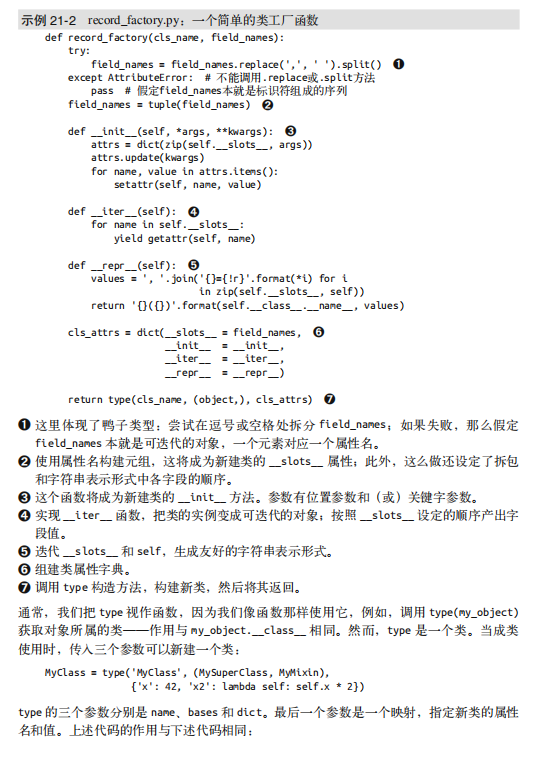 示例 21-2 record_factory.py：一个简单的类工厂函数
def record_factory(cls_name, field_names):
    try:
        field_names = field_names.replace(',', ' ').split() ❶
    except AttributeError: # 不能调用.replace或.split方法
        pass # 假定field_names本就是标识符组成的序列
    field_names = tuple(field_names) ❷
    def __init__(self, *args, **kwargs): ❸
        attrs = dict(zip(self.__slots__, args))
        attrs.update(kwargs)
        for name, value in attrs.items():
            setattr(self, name, value)
    def __iter__(self): ❹
        for name in self.__slots__:
            yield getattr(self, name)
    def __repr__(self): ❺
        values = ', '.join('{}={!r}'.format(*i) for i
                           in zip(self.__slots__, self))
        return '{}({})'.format(self.__class__.__name__, values)
    cls_attrs = dict(__slots__ = field_names, ❻
                     __init__ = __init__,
                     __iter__ = __iter__,
                     __repr__ = __repr__)
    return type(cls_name, (object,), cls_attrs) ❼
❶ 这里体现了鸭子类型：尝试在逗号或空格处拆分 field_names；如果失败，那么假定
field_names 本就是可迭代的对象，一个元素对应一个属性名。
❷ 使用属性名构建元组，这将成为新建类的 __slots__ 属性；此外，这么做还设定了拆包
和字符串表示形式中各字段的顺序。
❸ 这个函数将成为新建类的 __init__ 方法。参数有位置参数和（或）关键字参数。
❹ 实现 __iter__ 函数，把类的实例变成可迭代的对象；按照 __slots__ 设定的顺序产出字
段值。
❺ 迭代 __slots__ 和 self，生成友好的字符串表示形式。
❻ 组建类属性字典。
❼ 调用 type 构造方法，构建新类，然后将其返回。
通常，我们把 type 视作函数，因为我们像函数那样使用它，例如，调用 type(my_object)
获取对象所属的类——作用与 my_object.__class__ 相同。然而，type 是一个类。当成类
使用时，传入三个参数可以新建一个类：
MyClass = type('MyClass', (MySuperClass, MyMixin),
               {'x': 42, 'x2': lambda self: self.x * 2})
type 的三个参数分别是 name、bases 和 dict。最后一个参数是一个映射，指定新类的属性
名和值。上述代码的作用与下述代码相同：